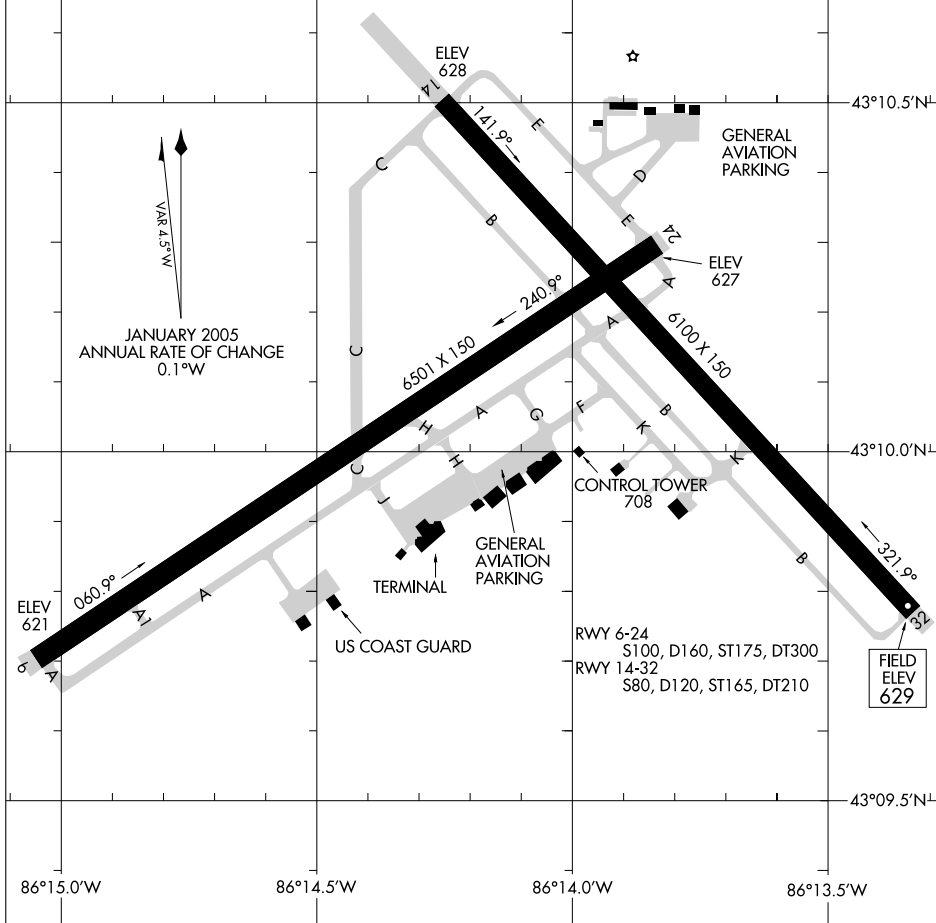 ELEV
628
14
43°10.5'N
141.9°
E
GENERAL
AVIATION
PARKING
C
D
VAR 4.5°W
B
E
24
ELEV
627
A
240.9°
JANUARY 2005
ANNUAL RATE OF CHANGE
0.1°W
A
C
6501 X 150
6100 X 150
A
G
F
B
H
K
43°10.0'N
C
H
K
J
CONTROL TOWER
708
GENERAL
AVIATION
PARKING
321.9°
B
TERMINAL
060.9°
A
ELEV
621
A1
US COAST GUARD
RWY 6-24
S100, D160, ST175, DT300
RWY 14-32
S80, D120, ST165, DT210
32
6
A
FIELD
ELEV
629
43°09.5'N
86°15.0'W
86°14.5'W
86°14.0'W
86°13.5'W